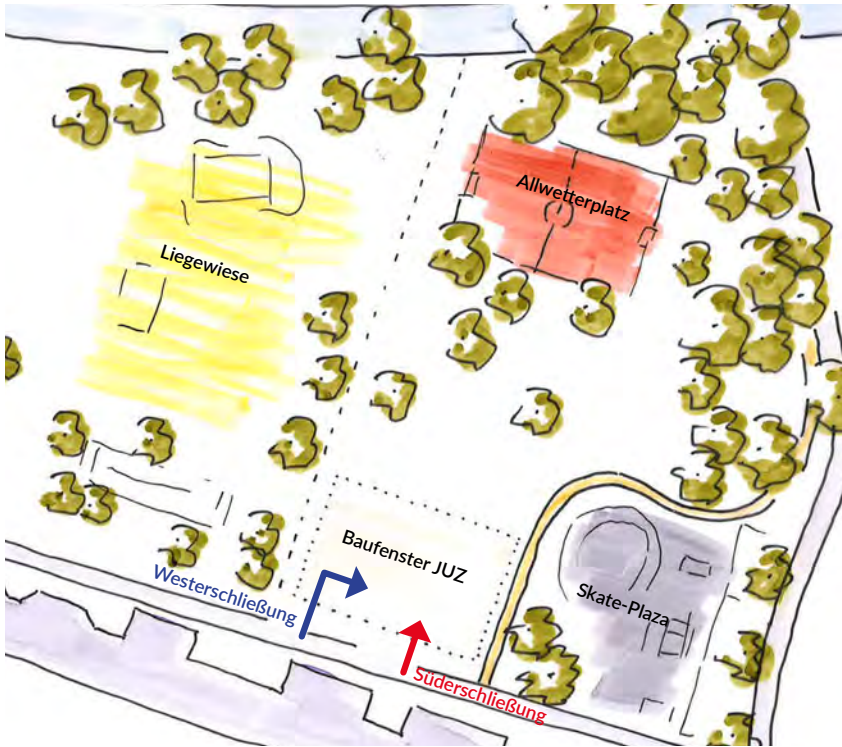 Allwetterplatz
Liegewiese
Baufenster JUZ
Westerschließung
Skate-Plaza
Süderschließung